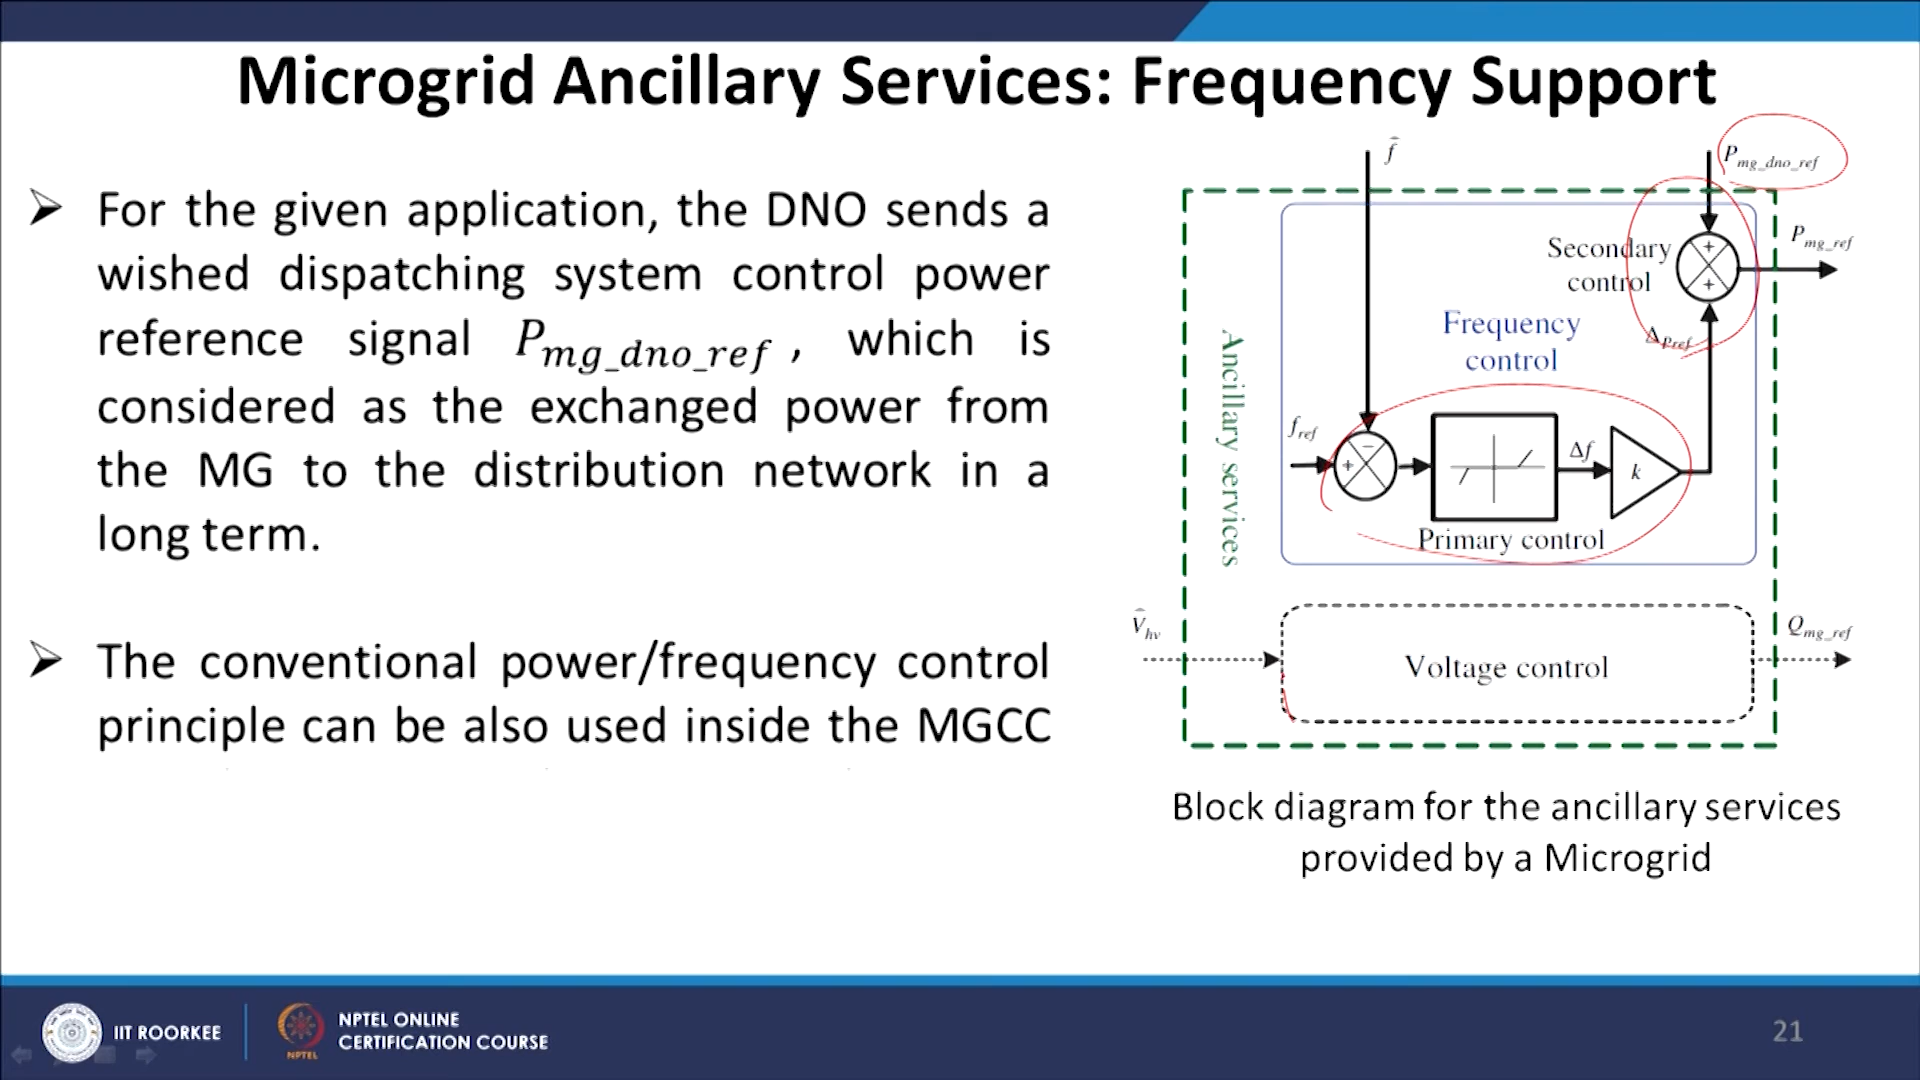 Microgrid Ancillary Services: Frequency Support
➢ For the given application, the DNO sends a
wished dispatching system control power
reference signal P_mg_dno_ref , which is
considered as the exchanged power from
the MG to the distribution network in a
long term.
➢ The conventional power/frequency control
principle can be also used inside the MGCC
f̂
P_mg_dno_ref
P_mg_ref
Secondary
control
+
+
Frequency
control
Δ_Pref
Ancillary services
f_ref
−
+
Δf
k
Primary control
V̂_hv
Voltage control
Q_mg_ref
Block diagram for the ancillary services
provided by a Microgrid
IIT ROORKEE
NPTEL
NPTEL ONLINE
CERTIFICATION COURSE
21